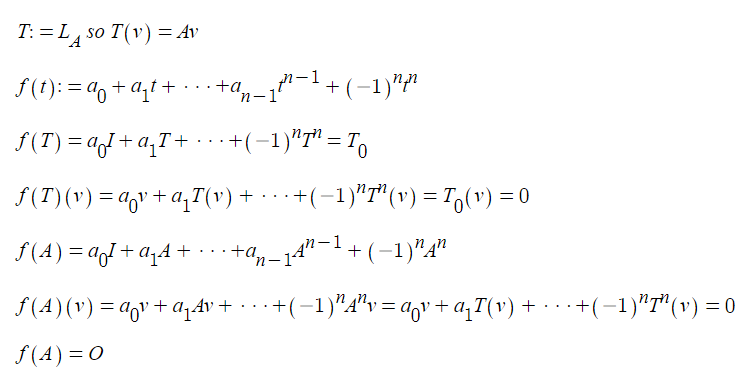 T: = L_A so T(v) = Av
f(t): = a_0 + a_1t + ··· +a_{n−1}t^{n−1} + (−1)^n t^n
f(T) = a_0I + a_1T + ··· +(−1)^n T^n = T_0
f(T)(v) = a_0v + a_1T(v) + ··· +(−1)^n T^n(v) = T_0(v) = 0
f(A) = a_0I + a_1A + ··· +a_{n−1}A^{n−1} + (−1)^n A^n
f(A)(v) = a_0v + a_1Av + ··· +(−1)^n A^n v = a_0v + a_1T(v) + ··· +(−1)^n T^n(v) = 0
f(A) = O